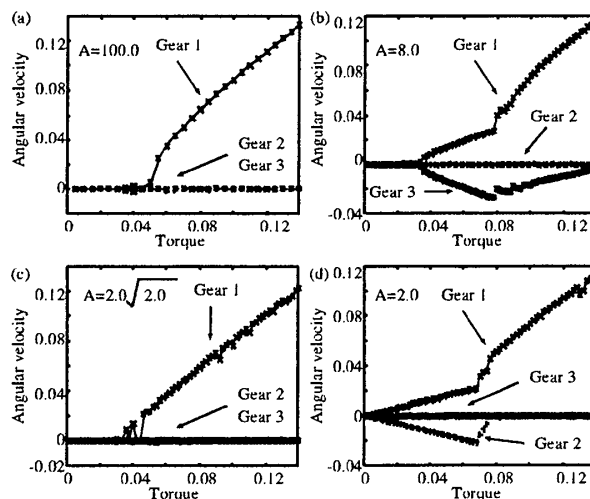 (a)
A=100.0
Gear 1
Gear 2
Gear 3
Angular velocity
0.12
0.08
0.04
0
0 0.04 0.08 0.12
Torque
(b)
A=8.0
Gear 1
Gear 2
Gear 3
Angular velocity
0.12
0.08
0.04
0
-0.04
0 0.04 0.08 0.12
Torque
(c)
A=2.0√2.0
Gear 1
Gear 2
Gear 3
Angular velocity
0.12
0.08
0.04
0
-0.02
0 0.04 0.08 0.12
Torque
(d)
A=2.0
Gear 1
Gear 3
Gear 2
Angular velocity
0.12
0.08
0.04
0
-0.04
0 0.04 0.08 0.12
Torque